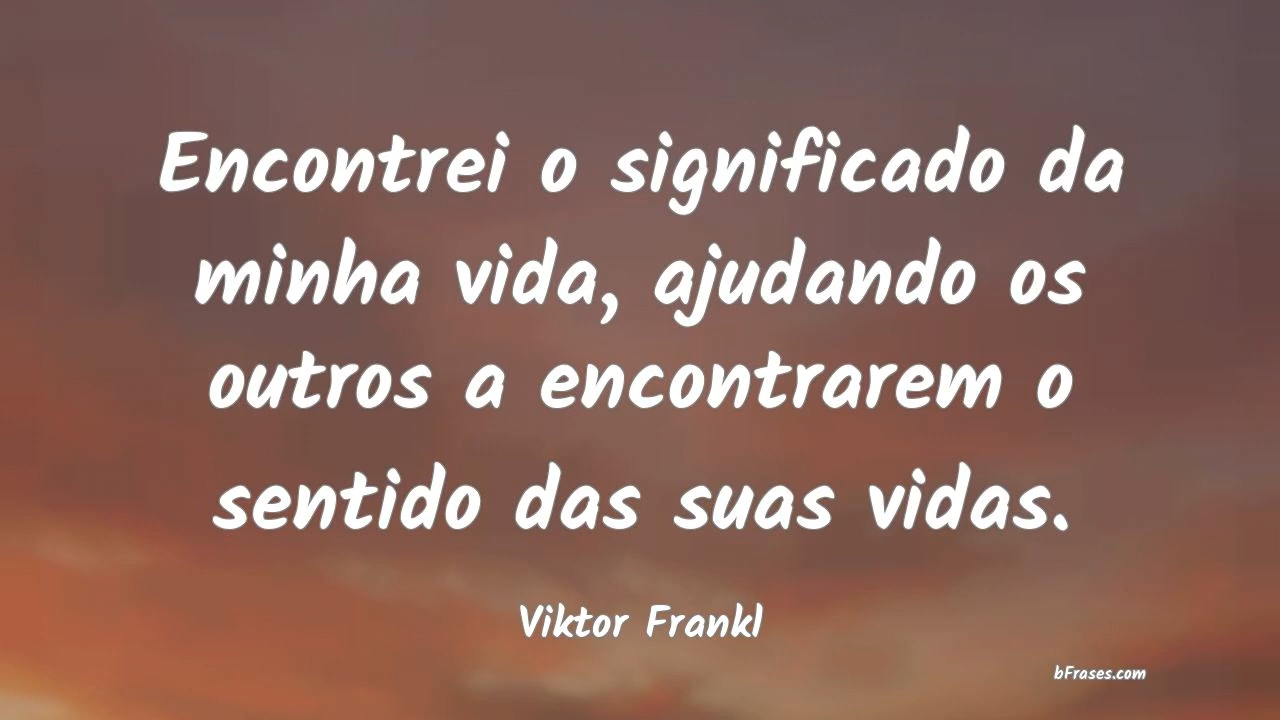 Encontrei o significado da
minha vida, ajudando os
outros a encontrarem o
sentido das suas vidas.
Viktor Frankl
bFrases.com